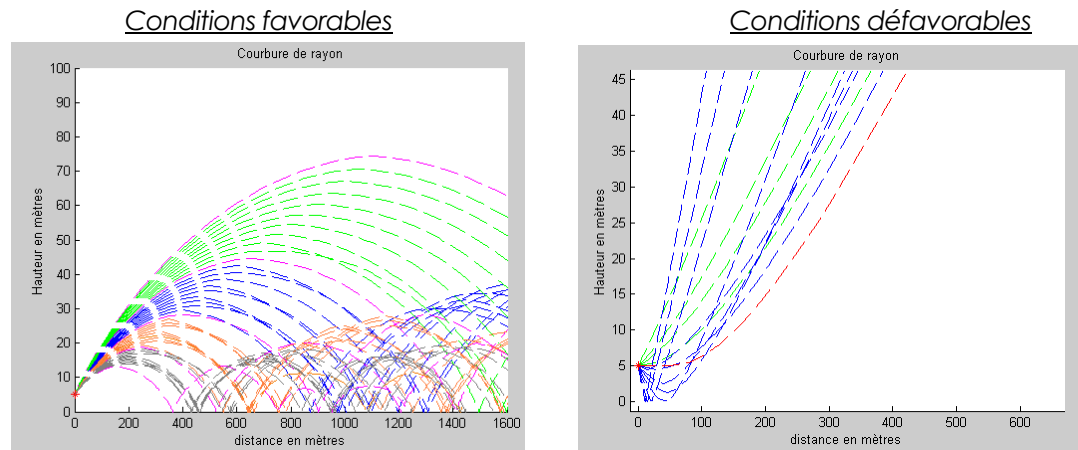 Conditions favorables
Courbure de rayon
100
90
80
70
60
50
40
30
20
10
0
Hauteur en mètres
0 200 400 600 800 1000 1200 1400 1600
distance en mètres
Conditions défavorables
Courbure de rayon
45
40
35
30
25
20
15
10
5
0
Hauteur en mètres
0 100 200 300 400 500 600
distance en mètres